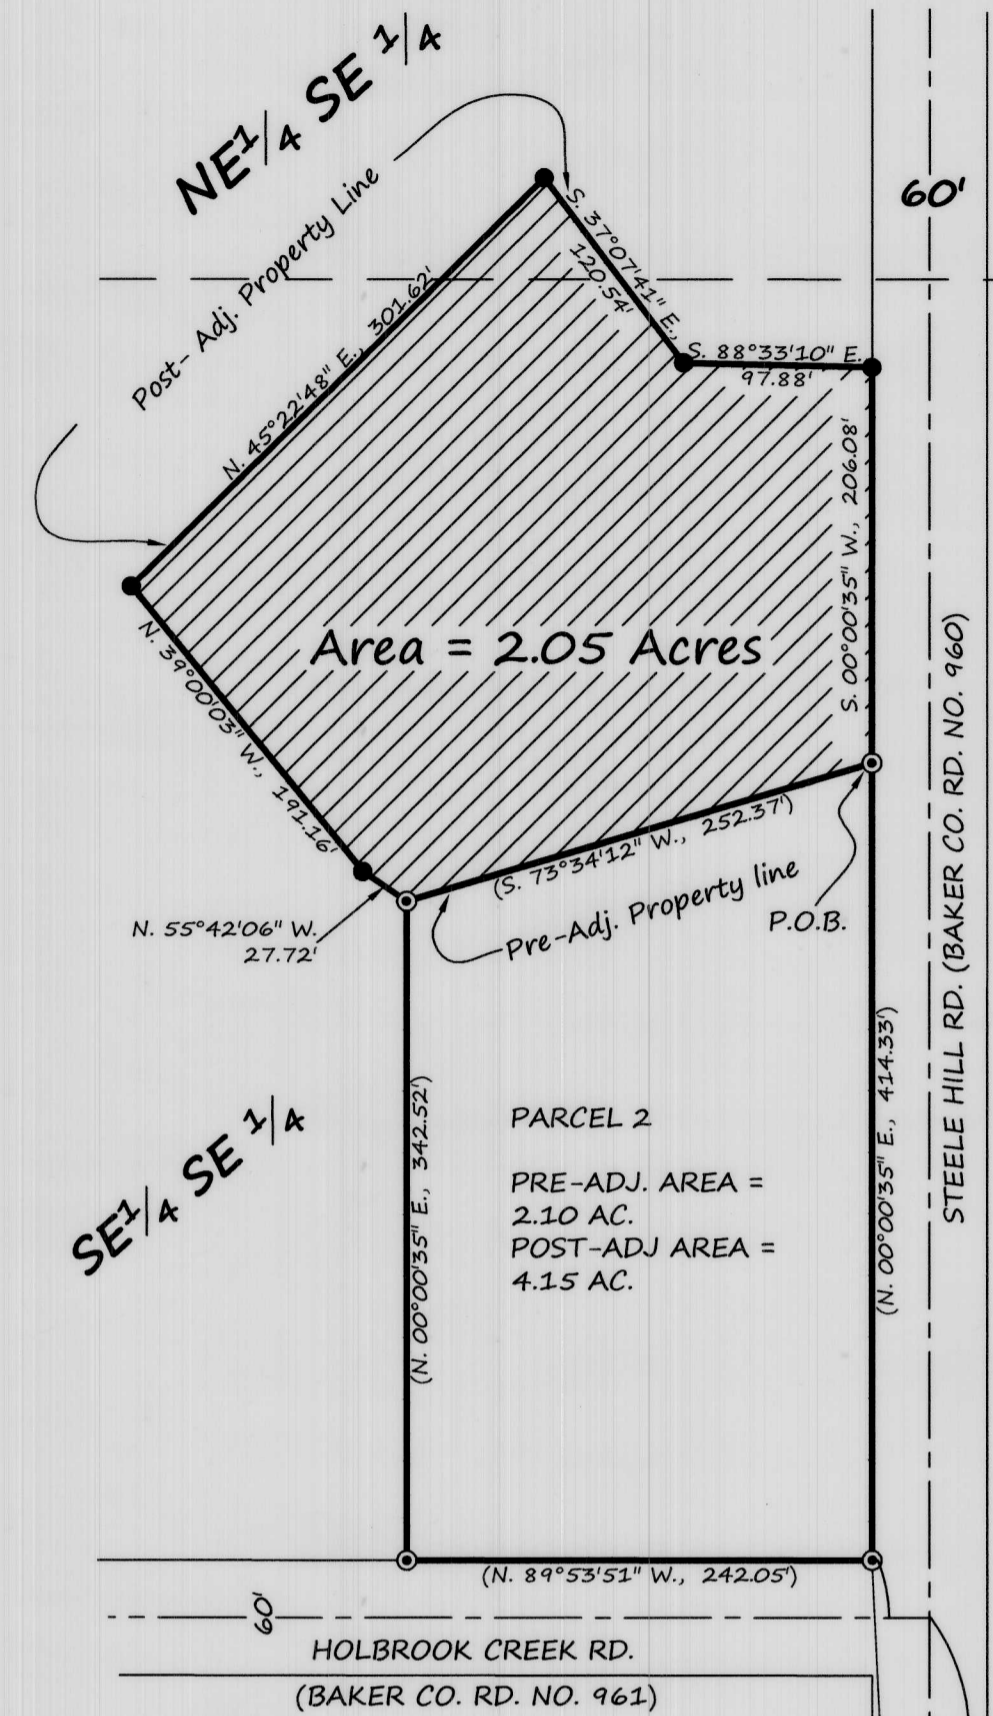 NE1/4 SE 1/4
60'
Post- Adj. Property Line
S. 37°07'41" E.,
120.54'
N. 45°22'48" E., 301.62'
S. 88°33'10" E.
97.88'
S. 00°00'35" W., 206.08'
Area = 2.05 Acres
N. 39°00'03" W., 191.16'
(S. 73°34'12" W., 252.37')
Pre-Adj. Property line
P.O.B.
N. 55°42'06" W.
27.72'
STEELE HILL RD. (BAKER CO. RD. NO. 960)
SE1/4 SE 1/4
(N. 00°00'35" E., 342.52')
PARCEL 2
PRE-ADJ. AREA =
2.10 AC.
POST-ADJ AREA =
4.15 AC.
(N. 00°00'35" E., 414.33')
(N. 89°53'51" W., 242.05')
60'
HOLBROOK CREEK RD.
(BAKER CO. RD. NO. 961)